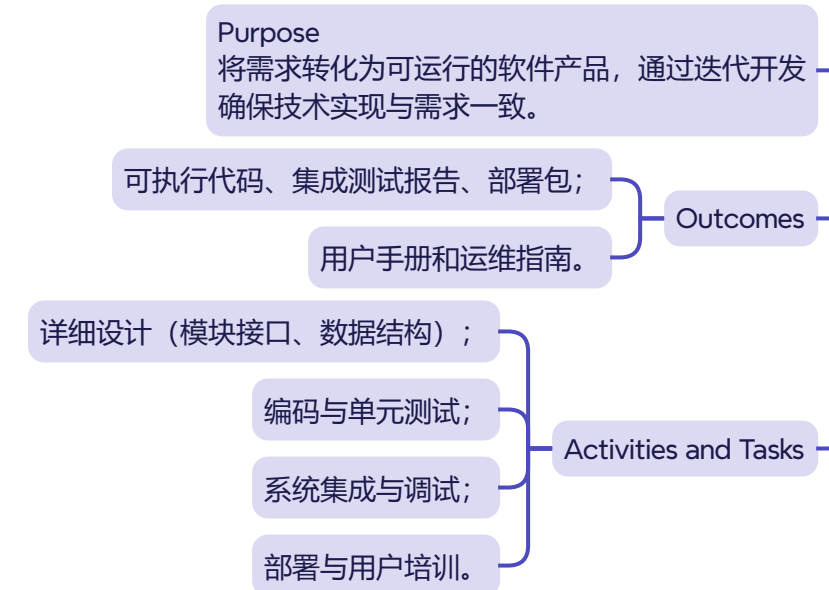 Purpose
将需求转化为可运行的软件产品，通过迭代开发
确保技术实现与需求一致。
可执行代码、集成测试报告、部署包；
Outcomes
用户手册和运维指南。
详细设计（模块接口、数据结构）；
编码与单元测试；
Activities and Tasks
系统集成与调试；
部署与用户培训。